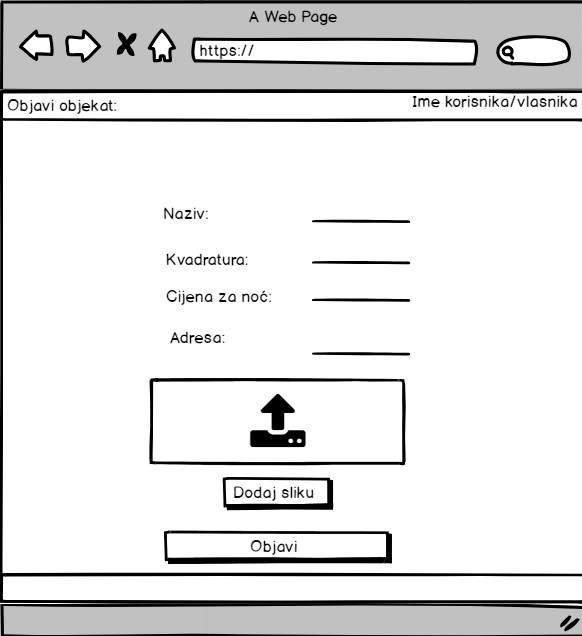 A Web Page
https://
Objavi objekat:
Ime korisnika/vlasnika
Naziv:
Kvadratura:
Cijena za noć:
Adresa:
Dodaj sliku
Objavi